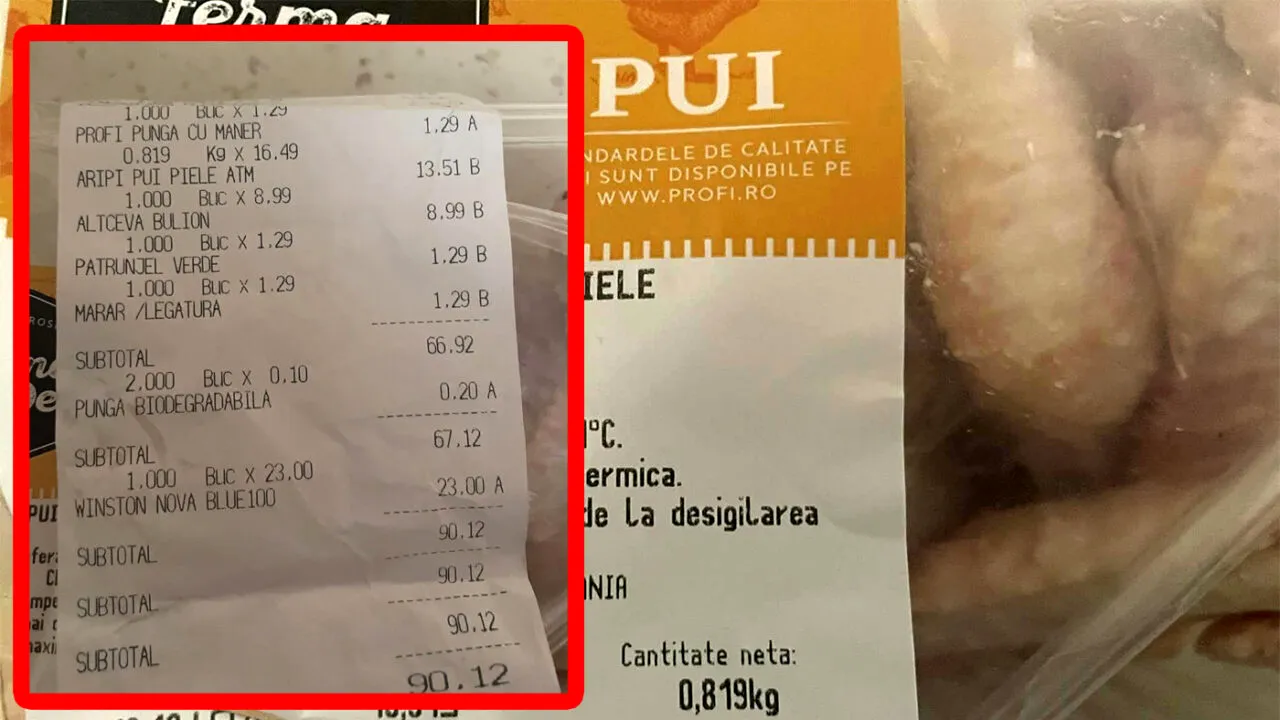 ferma
1.000 Buc X 1.29
PROFI PUNGA CU MANER 1.29 A
0.819 Kg X 16.49
ARIPI PUI PIELE ATM 13.51 B
1.000 Buc X 8.99
ALTCEVA BULION 8.99 B
1.000 Buc X 1.29
PATRUNJEL VERDE 1.29 B
1.000 Buc X 1.29
MARAR /LEGATURA 1.29 B
SUBTOTAL 66.92
2.000 Buc X 0.10
PUNGA BIODEGRADABILA 0.20 A
SUBTOTAL 67.12
1.000 Buc X 23.00
WINSTON NOVA BLUE100 23.00 A
SUBTOTAL 90.12
SUBTOTAL 90.12
SUBTOTAL 90.12
90.12
PUI
NDARDELE DE CALITATE
I SUNT DISPONIBILE PE
WWW.PROFI.RO
IELE
°C.
ermica.
de la desigilarea
NIA
Cantitate neta:
0,819kg
PUI